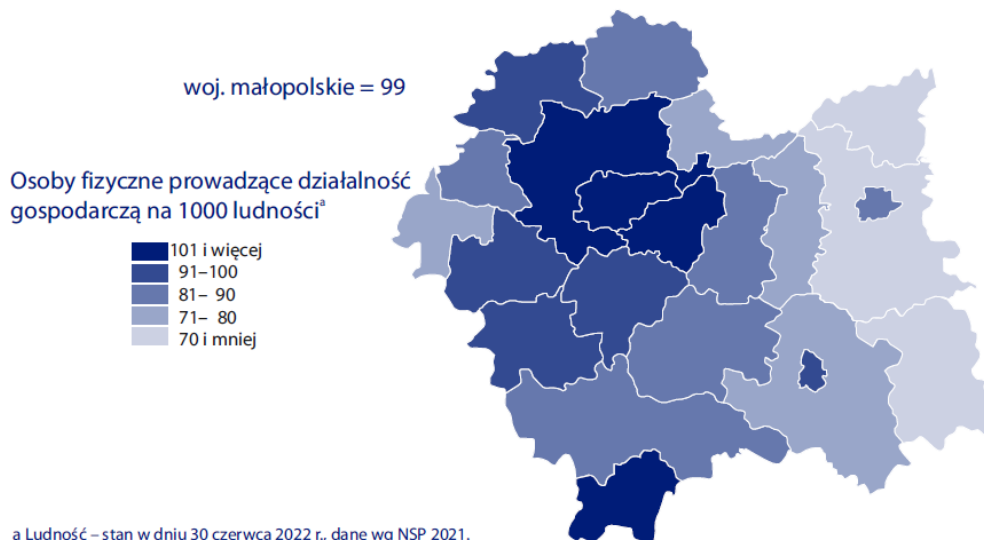 woj. małopolskie = 99
Osoby fizyczne prowadzące działalność
gospodarczą na 1000 ludnościᵃ
101 i więcej
91–100
81– 90
71– 80
70 i mniej
a Ludność – stan w dniu 30 czerwca 2022 r., dane wg NSP 2021.